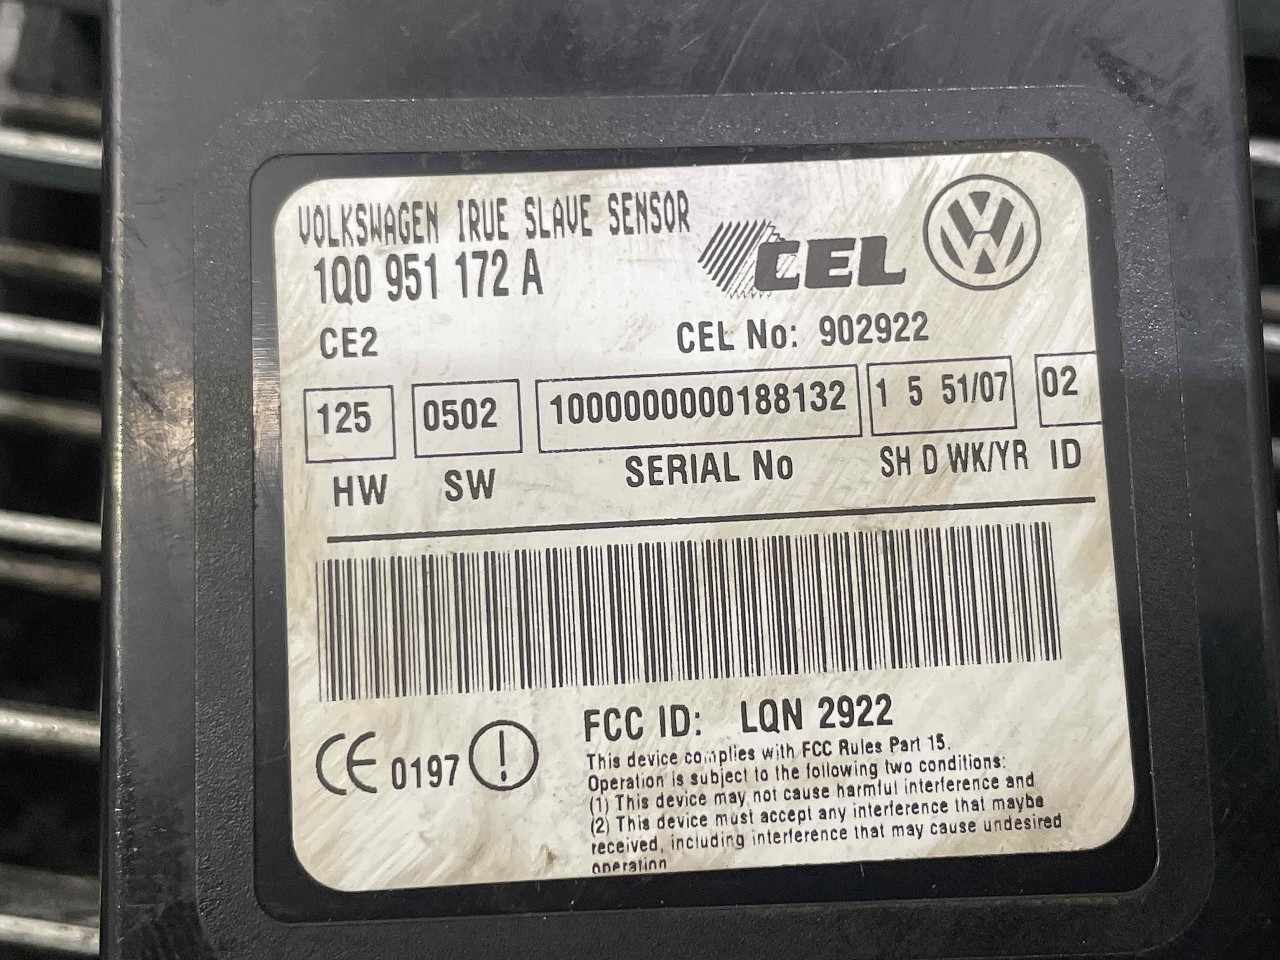 VOLKSWAGEN IRUE SLAVE SENSOR
1Q0 951 172 A
CEL
CE2
CEL No: 902922
125 0502 1000000000188132 1 5 51/07 02
HW SW SERIAL No SH D WK/YR ID
FCC ID: LQN 2922
CE 0197
This device complies with FCC Rules Part 15.
Operation is subject to the following two conditions:
(1) This device may not cause harmful interference and
(2) This device must accept any interference that maybe
received, including interference that may cause undesired
operation